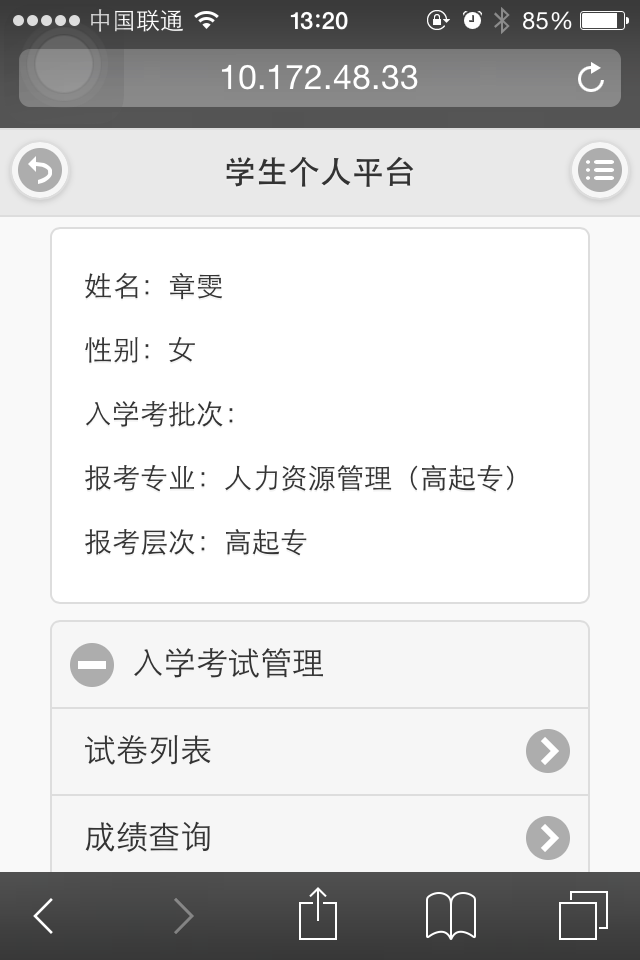 中国联通 13:20 85%
10.172.48.33
学生个人平台
姓名：章雯
性别：女
入学考批次：
报考专业：人力资源管理（高起专）
报考层次：高起专
入学考试管理
试卷列表
成绩查询